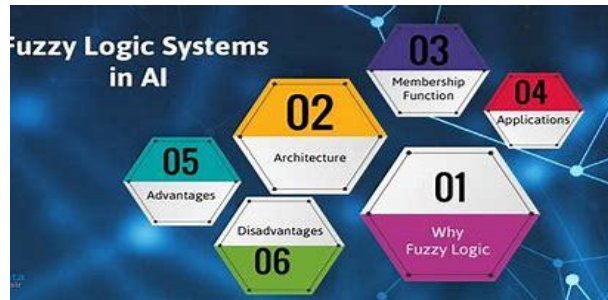 Fuzzy Logic Systems
in AI
01
Why
Fuzzy Logic
02
Architecture
03
Membership
Function
04
Applications
05
Advantages
Disadvantages
06